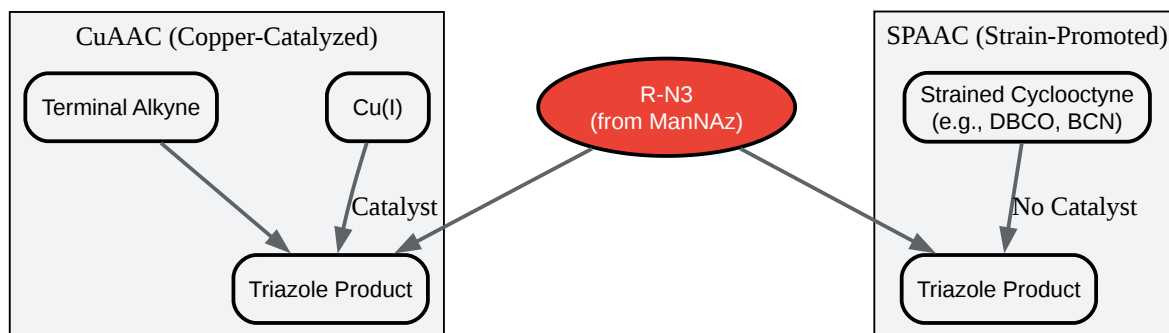 CuAAC (Copper-Catalyzed)
Terminal Alkyne
Cu(I)
Catalyst
Triazole Product
R-N3
(from ManNAz)
SPAAC (Strain-Promoted)
Strained Cyclooctyne
(e.g., DBCO, BCN)
No Catalyst
Triazole Product